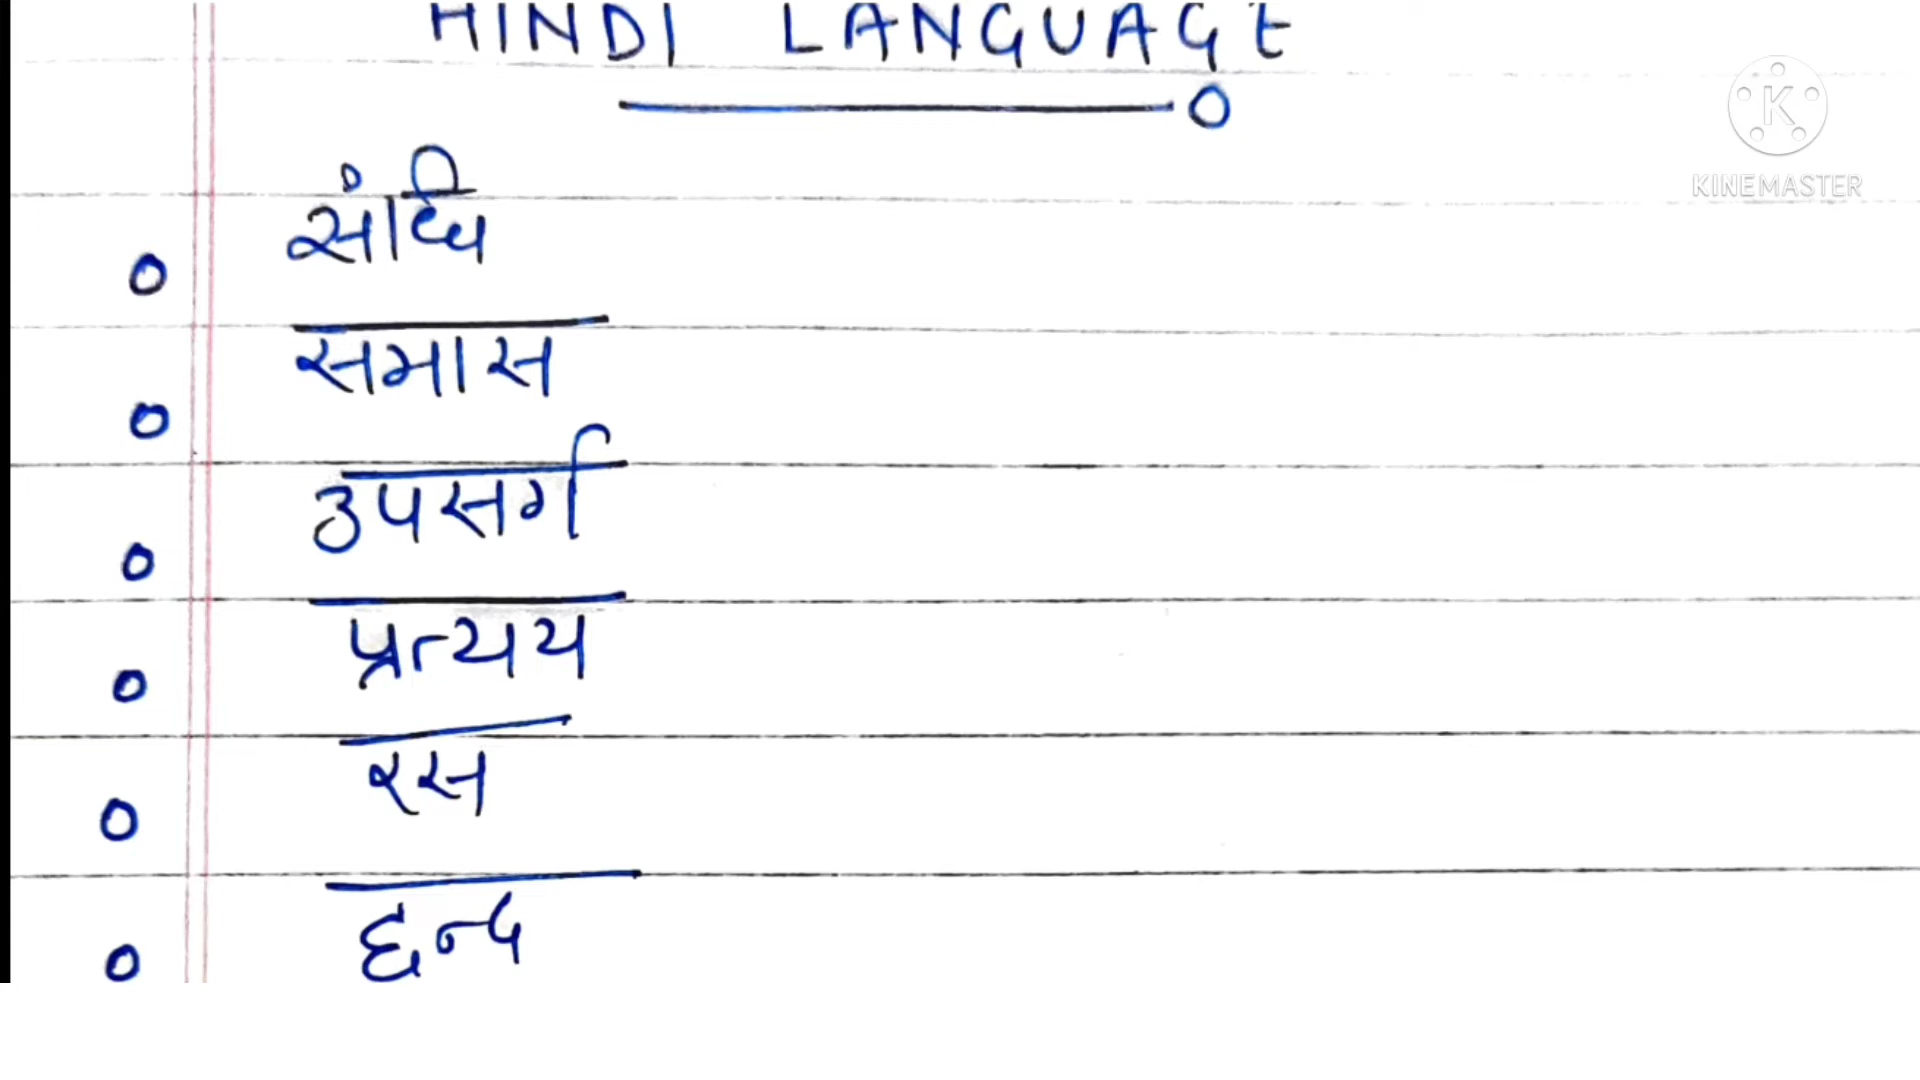 HINDI LANGUAGE
K
KINEMASTER
संधि
समास
उपसर्ग
प्रत्यय
रस
छन्द